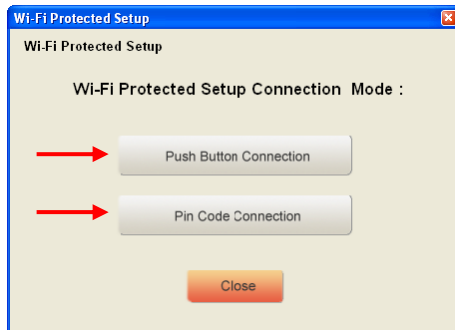 Wi-Fi Protected Setup
Wi-Fi Protected Setup
Wi-Fi Protected Setup Connection Mode :
Push Button Connection
Pin Code Connection
Close